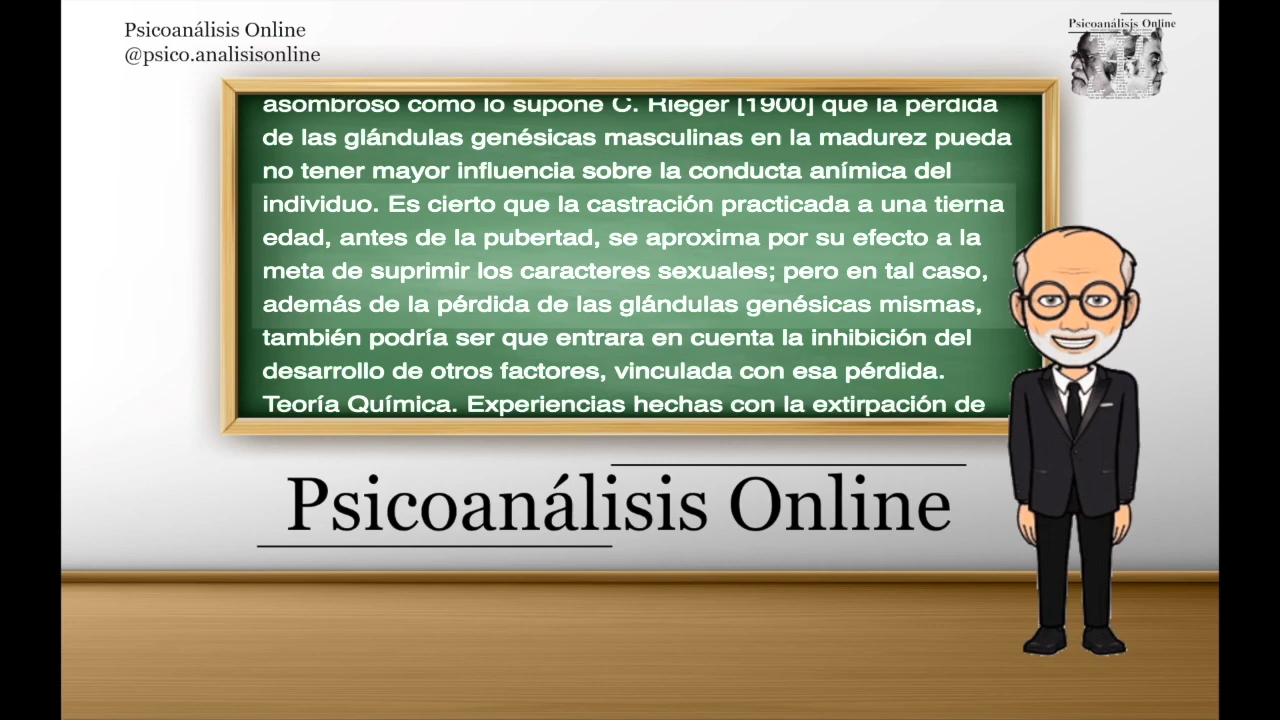 Psicoanálisis Online
@psico.analisisonline
Psicoanálisis Online
asombroso como lo supone C. Rieger [1900] que la pérdida
de las glándulas genésicas masculinas en la madurez pueda
no tener mayor influencia sobre la conducta anímica del
individuo. Es cierto que la castración practicada a una tierna
edad, antes de la pubertad, se aproxima por su efecto a la
meta de suprimir los caracteres sexuales; pero en tal caso,
además de la pérdida de las glándulas genésicas mismas,
también podría ser que entrara en cuenta la inhibición del
desarrollo de otros factores, vinculada con esa pérdida.
Teoría Química. Experiencias hechas con la extirpación de
Psicoanálisis Online